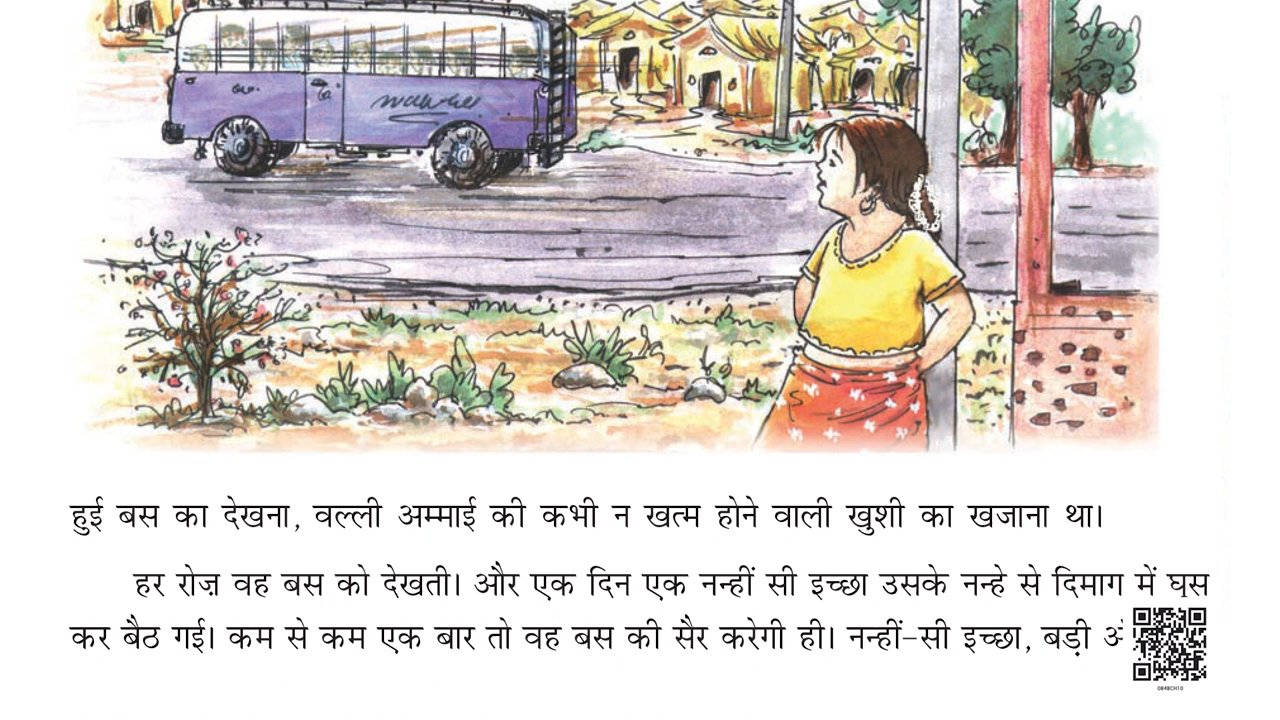 हुई बस का देखना, वल्ली अम्माई की कभी न खत्म होने वाली खुशी का खजाना था।
हर रोज़ वह बस को देखती। और एक दिन एक नन्हीं सी इच्छा उसके नन्हे से दिमाग में घुस
कर बैठ गई। कम से कम एक बार तो वह बस की सैर करेगी ही। नन्हीं-सी इच्छा, बड़ी
0848CH10